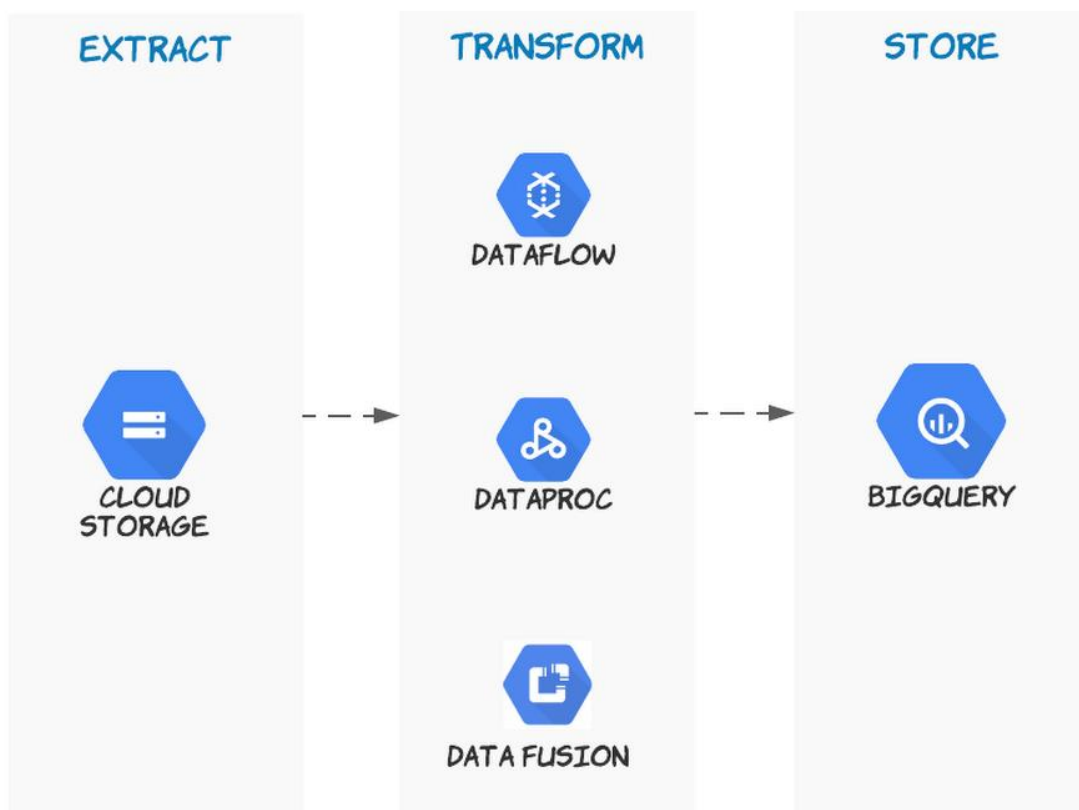 EXTRACT
TRANSFORM
STORE
DATAFLOW
CLOUD
STORAGE
DATAPROC
BIGQUERY
DATA FUSION